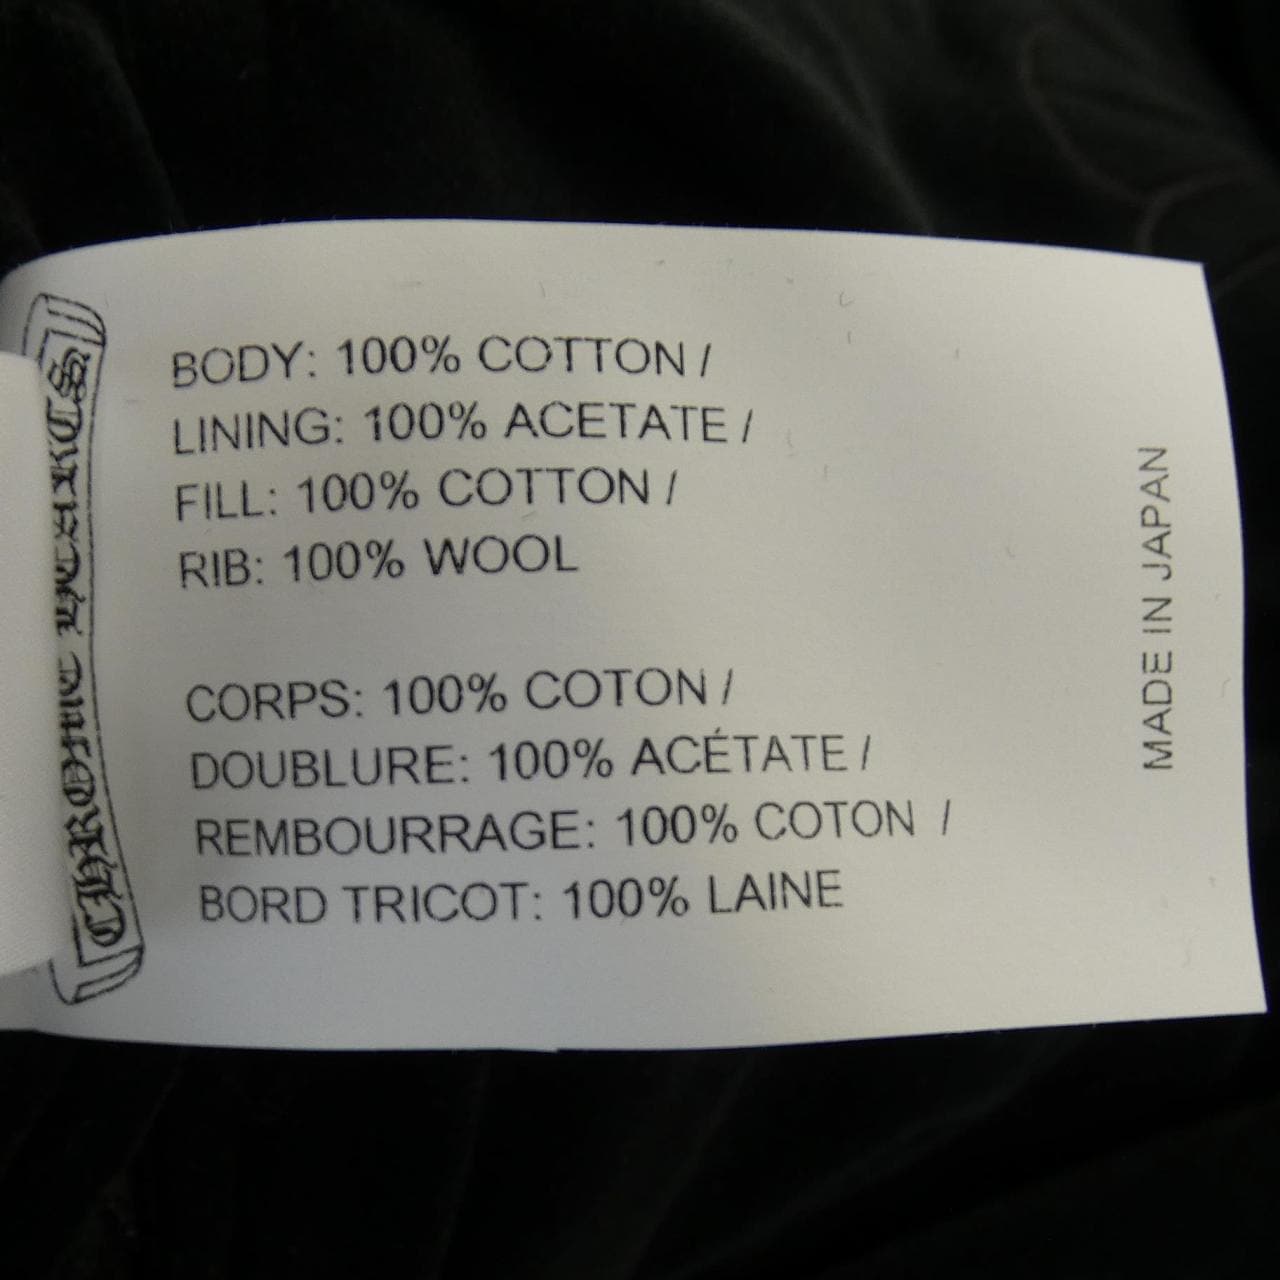 CHROME HEARTS
BODY: 100% COTTON /
LINING: 100% ACETATE /
FILL: 100% COTTON /
RIB: 100% WOOL
CORPS: 100% COTON /
DOUBLURE: 100% ACÉTATE /
REMBOURRAGE: 100% COTON /
BORD TRICOT: 100% LAINE
MADE IN JAPAN